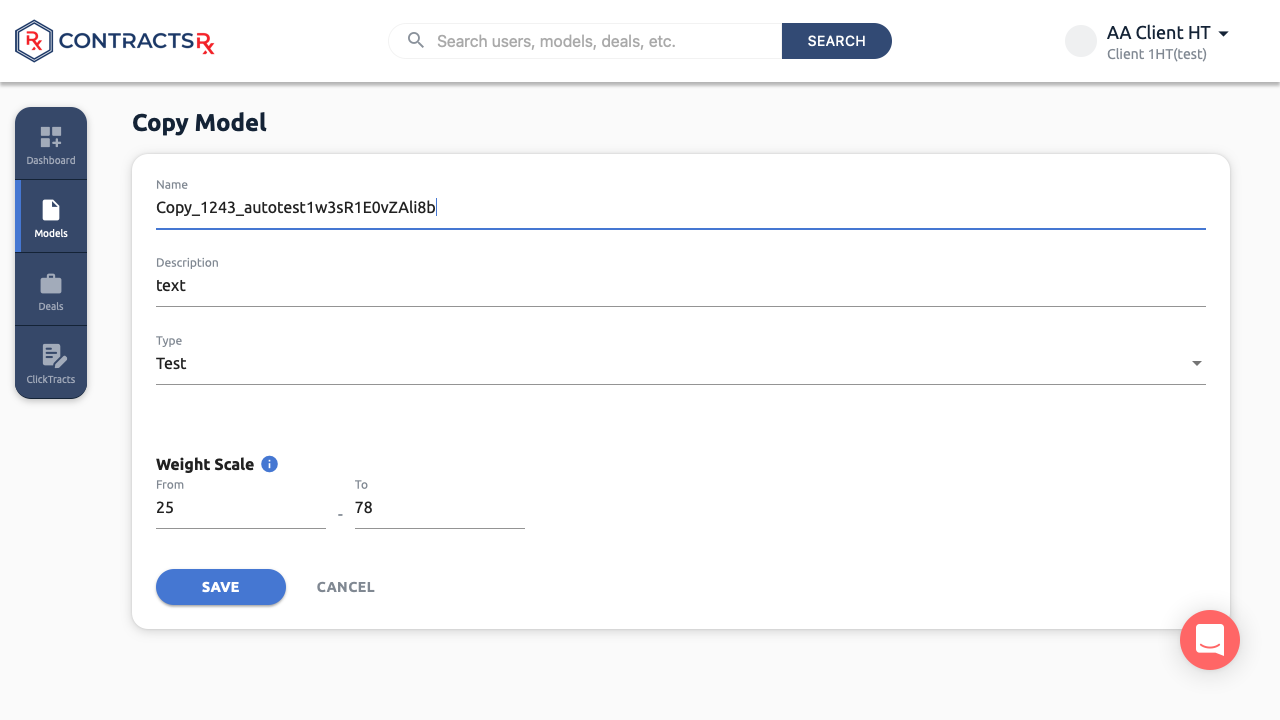 Rx CONTRACTSRx
Search users, models, deals, etc.
SEARCH
AA Client HT
Client 1HT(test)
Dashboard
Models
Deals
ClickTracts
Copy Model
Name
Copy_1243_autotest1w3sR1E0vZAli8b
Description
text
Type
Test
Weight Scale
From
To
25 - 78
SAVE
CANCEL